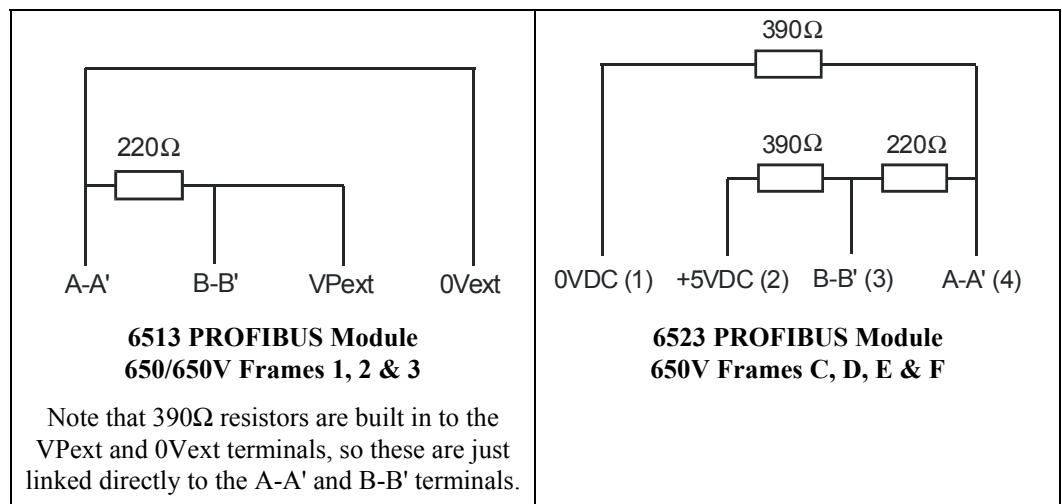 220Ω
A-A' B-B' VPext 0Vext
6513 PROFIBUS Module
650/650V Frames 1, 2 & 3
Note that 390Ω resistors are built in to the
VPext and 0Vext terminals, so these are just
linked directly to the A-A' and B-B' terminals.
390Ω
390Ω 220Ω
0VDC (1) +5VDC (2) B-B' (3) A-A' (4)
6523 PROFIBUS Module
650V Frames C, D, E & F